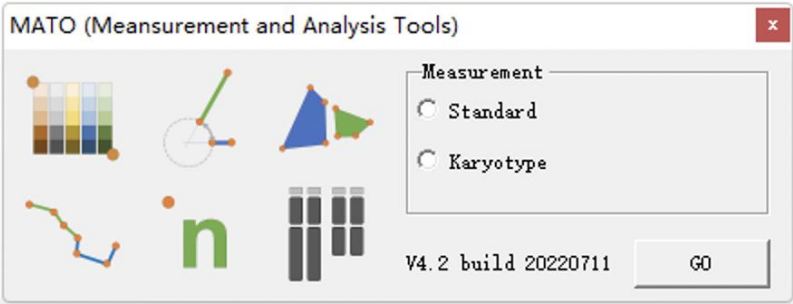 MATO (Meansurement and Analysis Tools)
x
Measurement
Standard
Karyotype
n
V4.2 build 20220711
GO